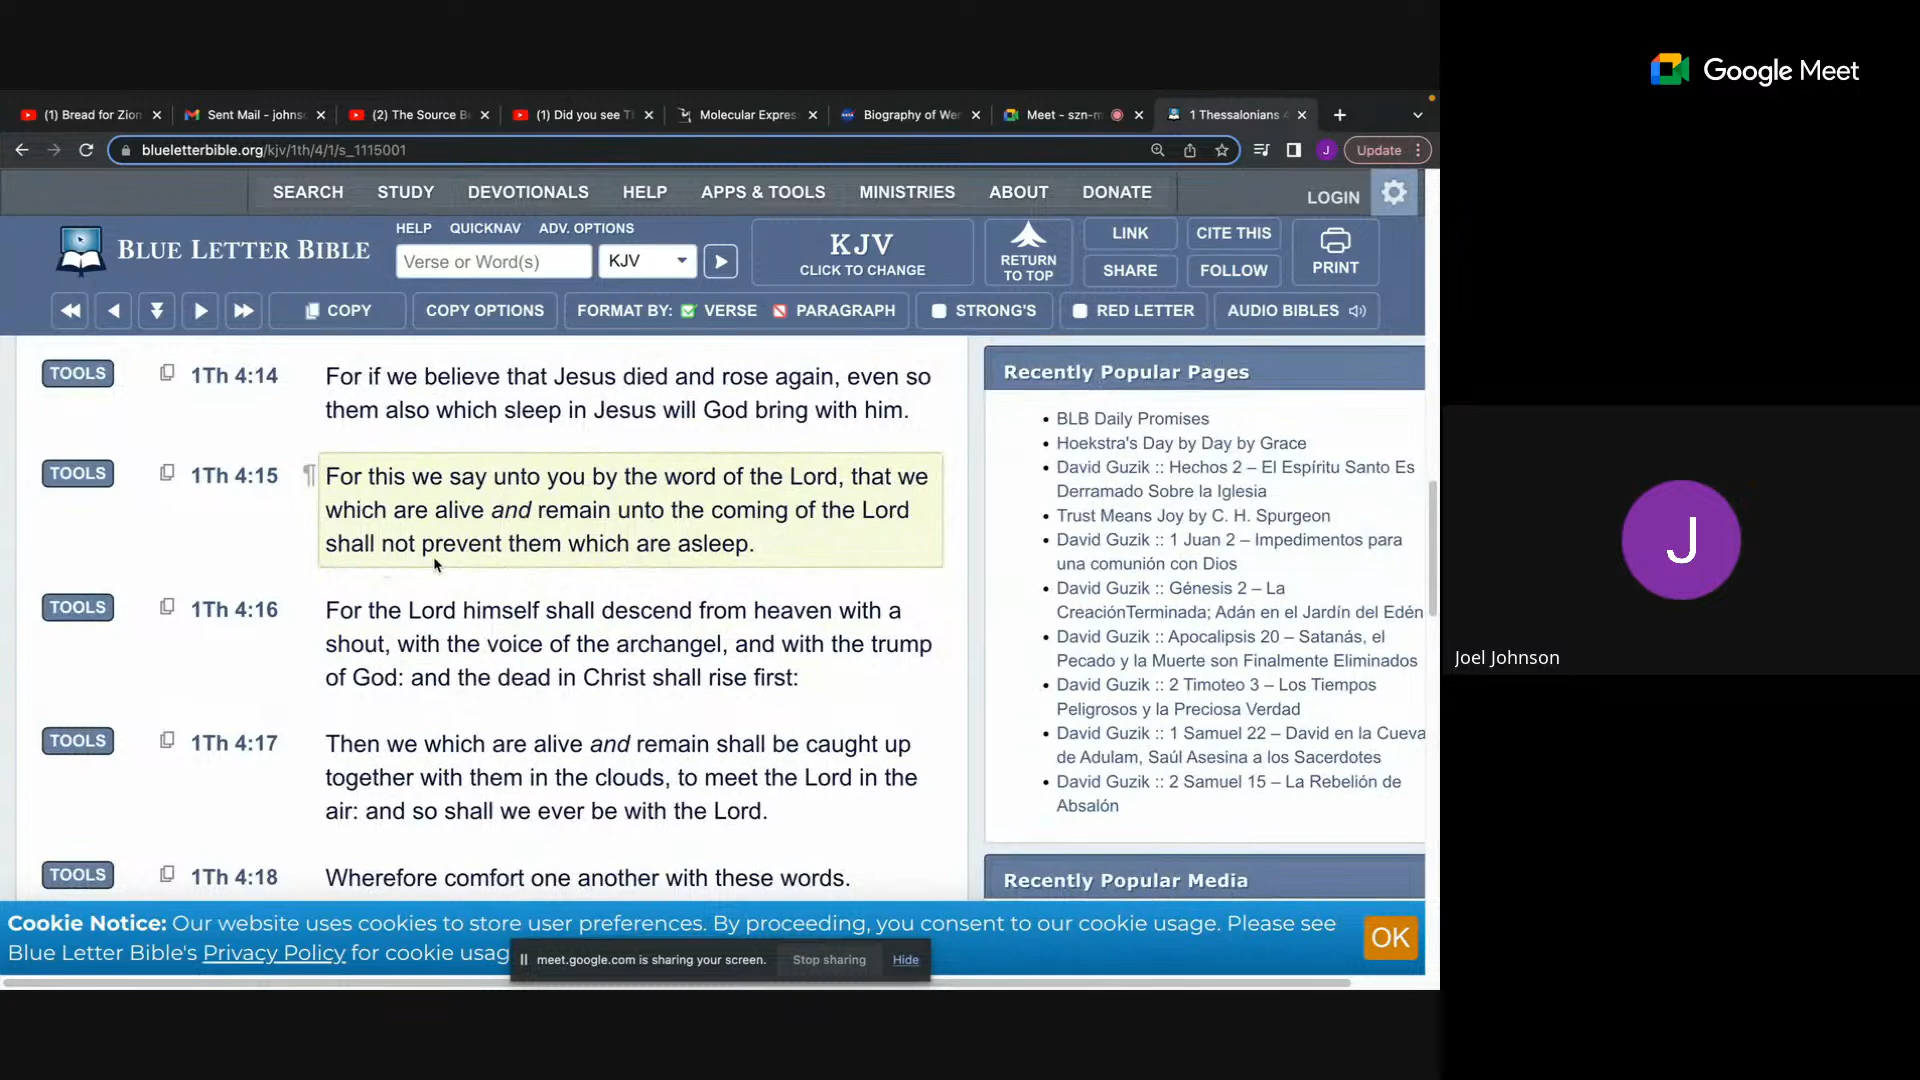 Google Meet
(1) Bread for Zion
Sent Mail - johns
(2) The Source B
(1) Did you see T
Molecular Expres
Biography of Wer
Meet - szn-m
1 Thessalonians 4
blueletterbible.org/kjv/1th/4/1/s_1115001
J
Update
SEARCH STUDY DEVOTIONALS HELP APPS & TOOLS MINISTRIES ABOUT DONATE
LOGIN
BLUE LETTER BIBLE
HELP QUICKNAV ADV. OPTIONS
Verse or Word(s)
KJV
KJV
CLICK TO CHANGE
RETURN
TO TOP
LINK
CITE THIS
SHARE
FOLLOW
PRINT
COPY
COPY OPTIONS
FORMAT BY: VERSE PARAGRAPH
STRONG'S
RED LETTER
AUDIO BIBLES
TOOLS
1Th 4:14
For if we believe that Jesus died and rose again, even so
them also which sleep in Jesus will God bring with him.
TOOLS
1Th 4:15
¶
For this we say unto you by the word of the Lord, that we
which are alive and remain unto the coming of the Lord
shall not prevent them which are asleep.
TOOLS
1Th 4:16
For the Lord himself shall descend from heaven with a
shout, with the voice of the archangel, and with the trump
of God: and the dead in Christ shall rise first:
TOOLS
1Th 4:17
Then we which are alive and remain shall be caught up
together with them in the clouds, to meet the Lord in the
air: and so shall we ever be with the Lord.
TOOLS
1Th 4:18
Wherefore comfort one another with these words.
Recently Popular Pages
• BLB Daily Promises
• Hoekstra's Day by Day by Grace
• David Guzik :: Hechos 2 – El Espíritu Santo Es
Derramado Sobre la Iglesia
• Trust Means Joy by C. H. Spurgeon
• David Guzik :: 1 Juan 2 – Impedimentos para
una comunión con Dios
• David Guzik :: Génesis 2 – La
CreaciónTerminada; Adán en el Jardín del Edén
• David Guzik :: Apocalipsis 20 – Satanás, el
Pecado y la Muerte son Finalmente Eliminados
• David Guzik :: 2 Timoteo 3 – Los Tiempos
Peligrosos y la Preciosa Verdad
• David Guzik :: 1 Samuel 22 – David en la Cueva
de Adulam, Saúl Asesina a los Sacerdotes
• David Guzik :: 2 Samuel 15 – La Rebelión de
Absalón
Recently Popular Media
Cookie Notice: Our website uses cookies to store user preferences. By proceeding, you consent to our cookie usage. Please see
Blue Letter Bible's Privacy Policy for cookie usag
OK
meet.google.com is sharing your screen.
Stop sharing
Hide
J
Joel Johnson